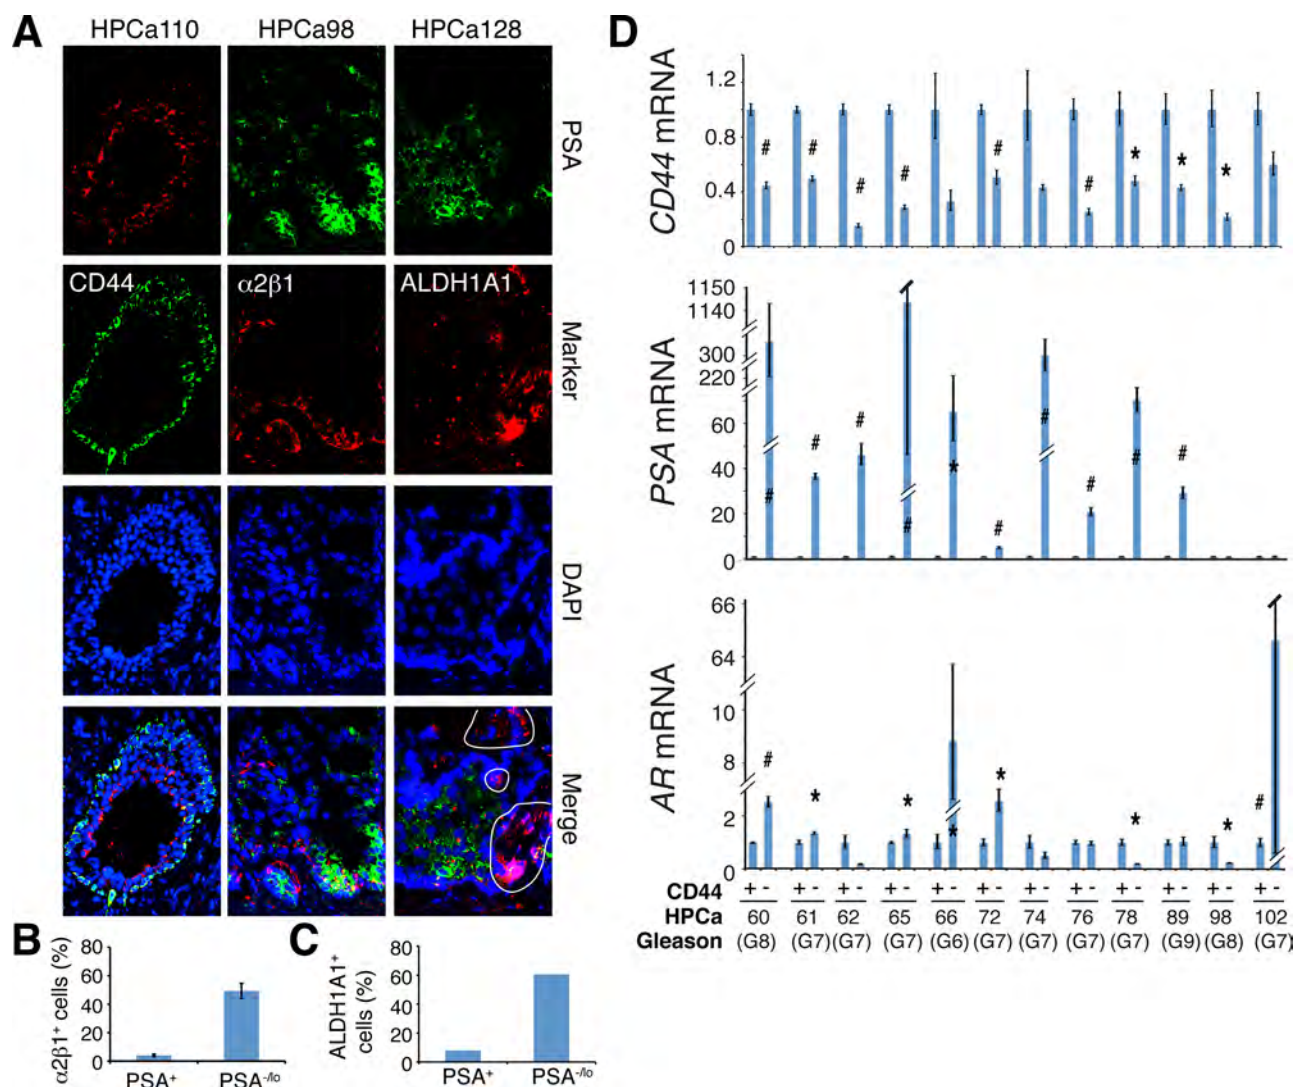 A
HPCa110 HPCa98 HPCa128
PSA
CD44 α2β1 ALDH1A1
Marker
DAPI
Merge
B
α2β1+ cells (%)
80
60
40
20
0
PSA+ PSA-/lo
C
ALDH1A1+
cells (%)
80
60
40
20
0
PSA+ PSA-/lo
D
CD44 mRNA
1.2
0.8
0.4
0
# # # # # # * * *
PSA mRNA
1150
1140
300
220
60
40
20
0
# # # # * # # # # #
AR mRNA
66
64
10
8
2
0
# * * * * * * #
CD44 + - + - + - + - + - + - + - + - + - + - + - + -
HPCa 60 61 62 65 66 72 74 76 78 89 98 102
Gleason (G8) (G7) (G7) (G7) (G6) (G7) (G7) (G7) (G7) (G9) (G8) (G7)